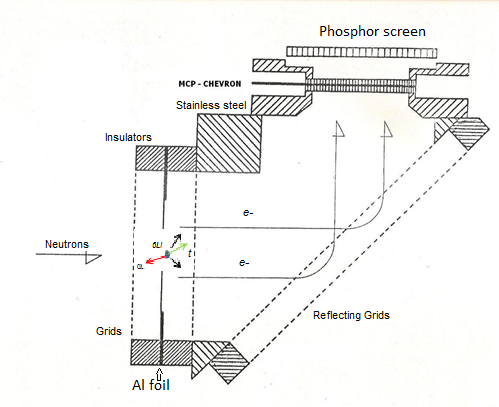 Phosphor screen
MCP - CHEVRON
Stainless steel
Insulators
e-
Neutrons
t
e-
Reflecting Grids
Grids
Al foil